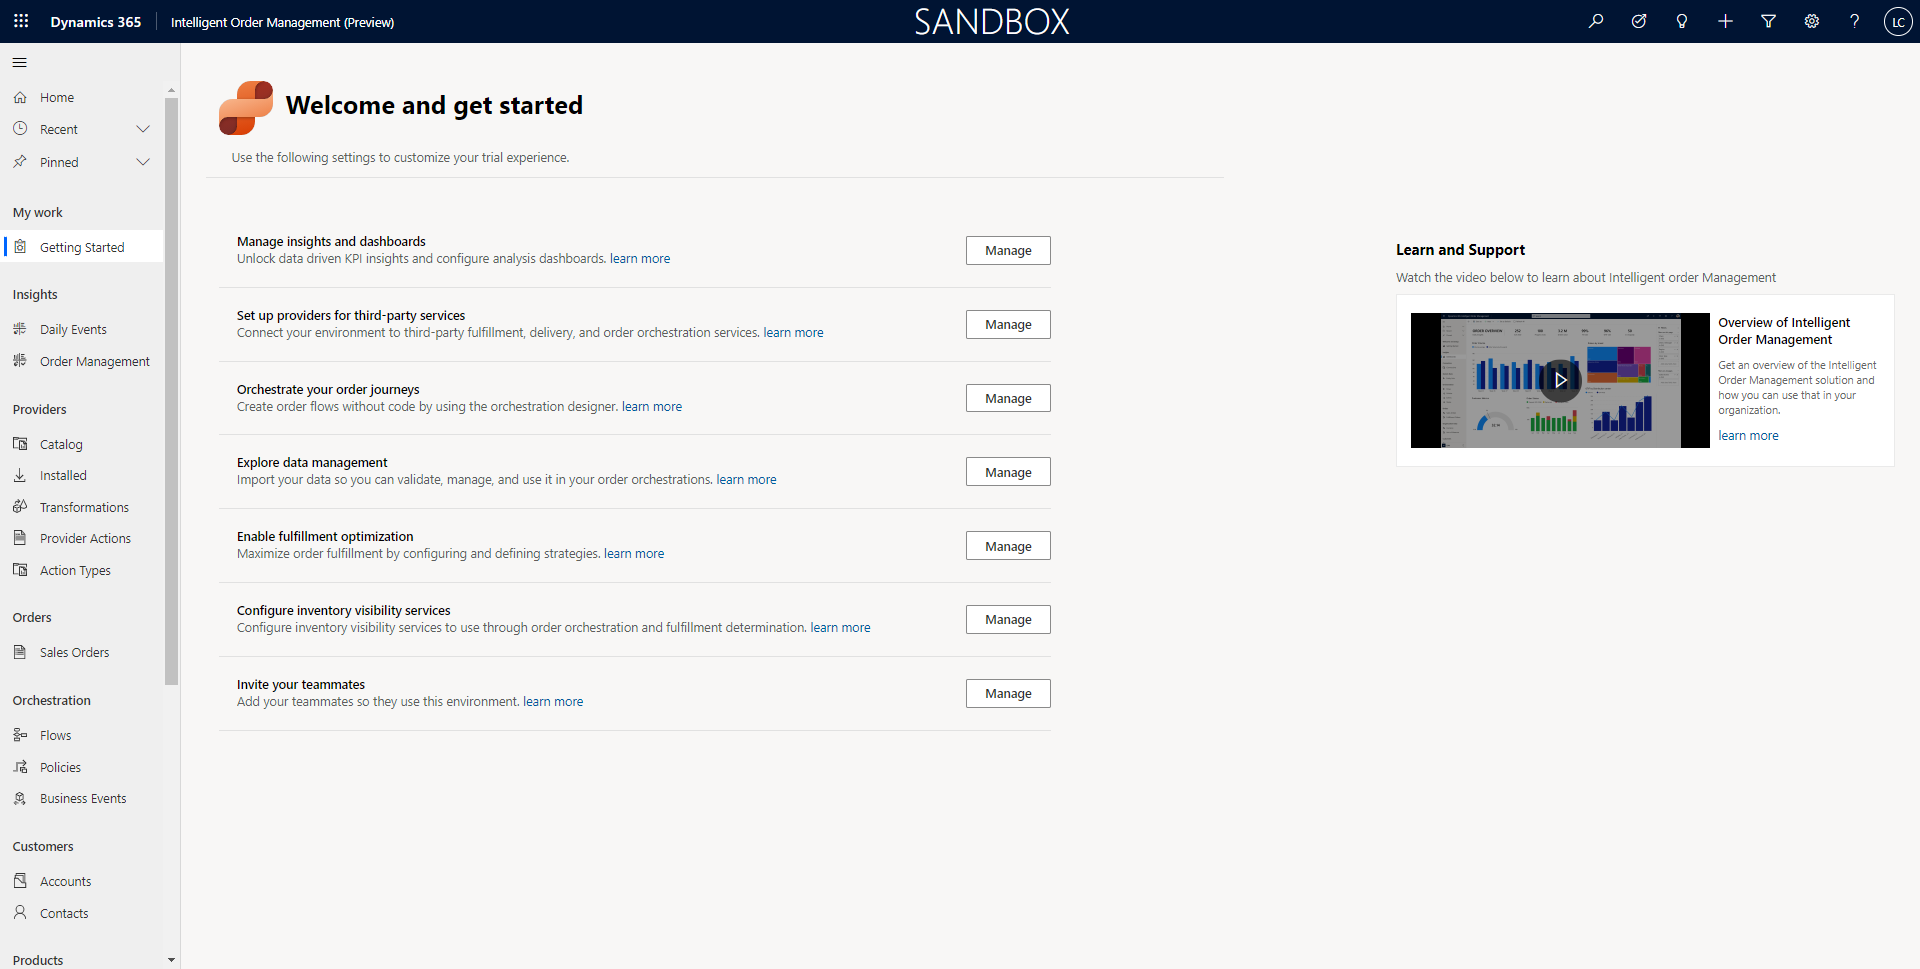 Dynamics 365
Intelligent Order Management (Preview)
SANDBOX
LC
Home
Recent
Pinned
My work
Getting Started
Insights
Daily Events
Order Management
Providers
Catalog
Installed
Transformations
Provider Actions
Action Types
Orders
Sales Orders
Orchestration
Flows
Policies
Business Events
Customers
Accounts
Contacts
Products
Welcome and get started
Use the following settings to customize your trial experience.
Manage insights and dashboards
Unlock data driven KPI insights and configure analysis dashboards. learn more
Manage
Set up providers for third-party services
Connect your environment to third-party fulfillment, delivery, and order orchestration services. learn more
Manage
Orchestrate your order journeys
Create order flows without code by using the orchestration designer. learn more
Manage
Explore data management
Import your data so you can validate, manage, and use it in your order orchestrations. learn more
Manage
Enable fulfillment optimization
Maximize order fulfillment by configuring and defining strategies. learn more
Manage
Configure inventory visibility services
Configure inventory visibility services to use through order orchestration and fulfillment determination. learn more
Manage
Invite your teammates
Add your teammates so they use this environment. learn more
Manage
Learn and Support
Watch the video below to learn about Intelligent order Management
ORDER OVERVIEW
Overview of Intelligent
Order Management
Get an overview of the Intelligent
Order Management solution and
how you can use that in your
organization.
learn more